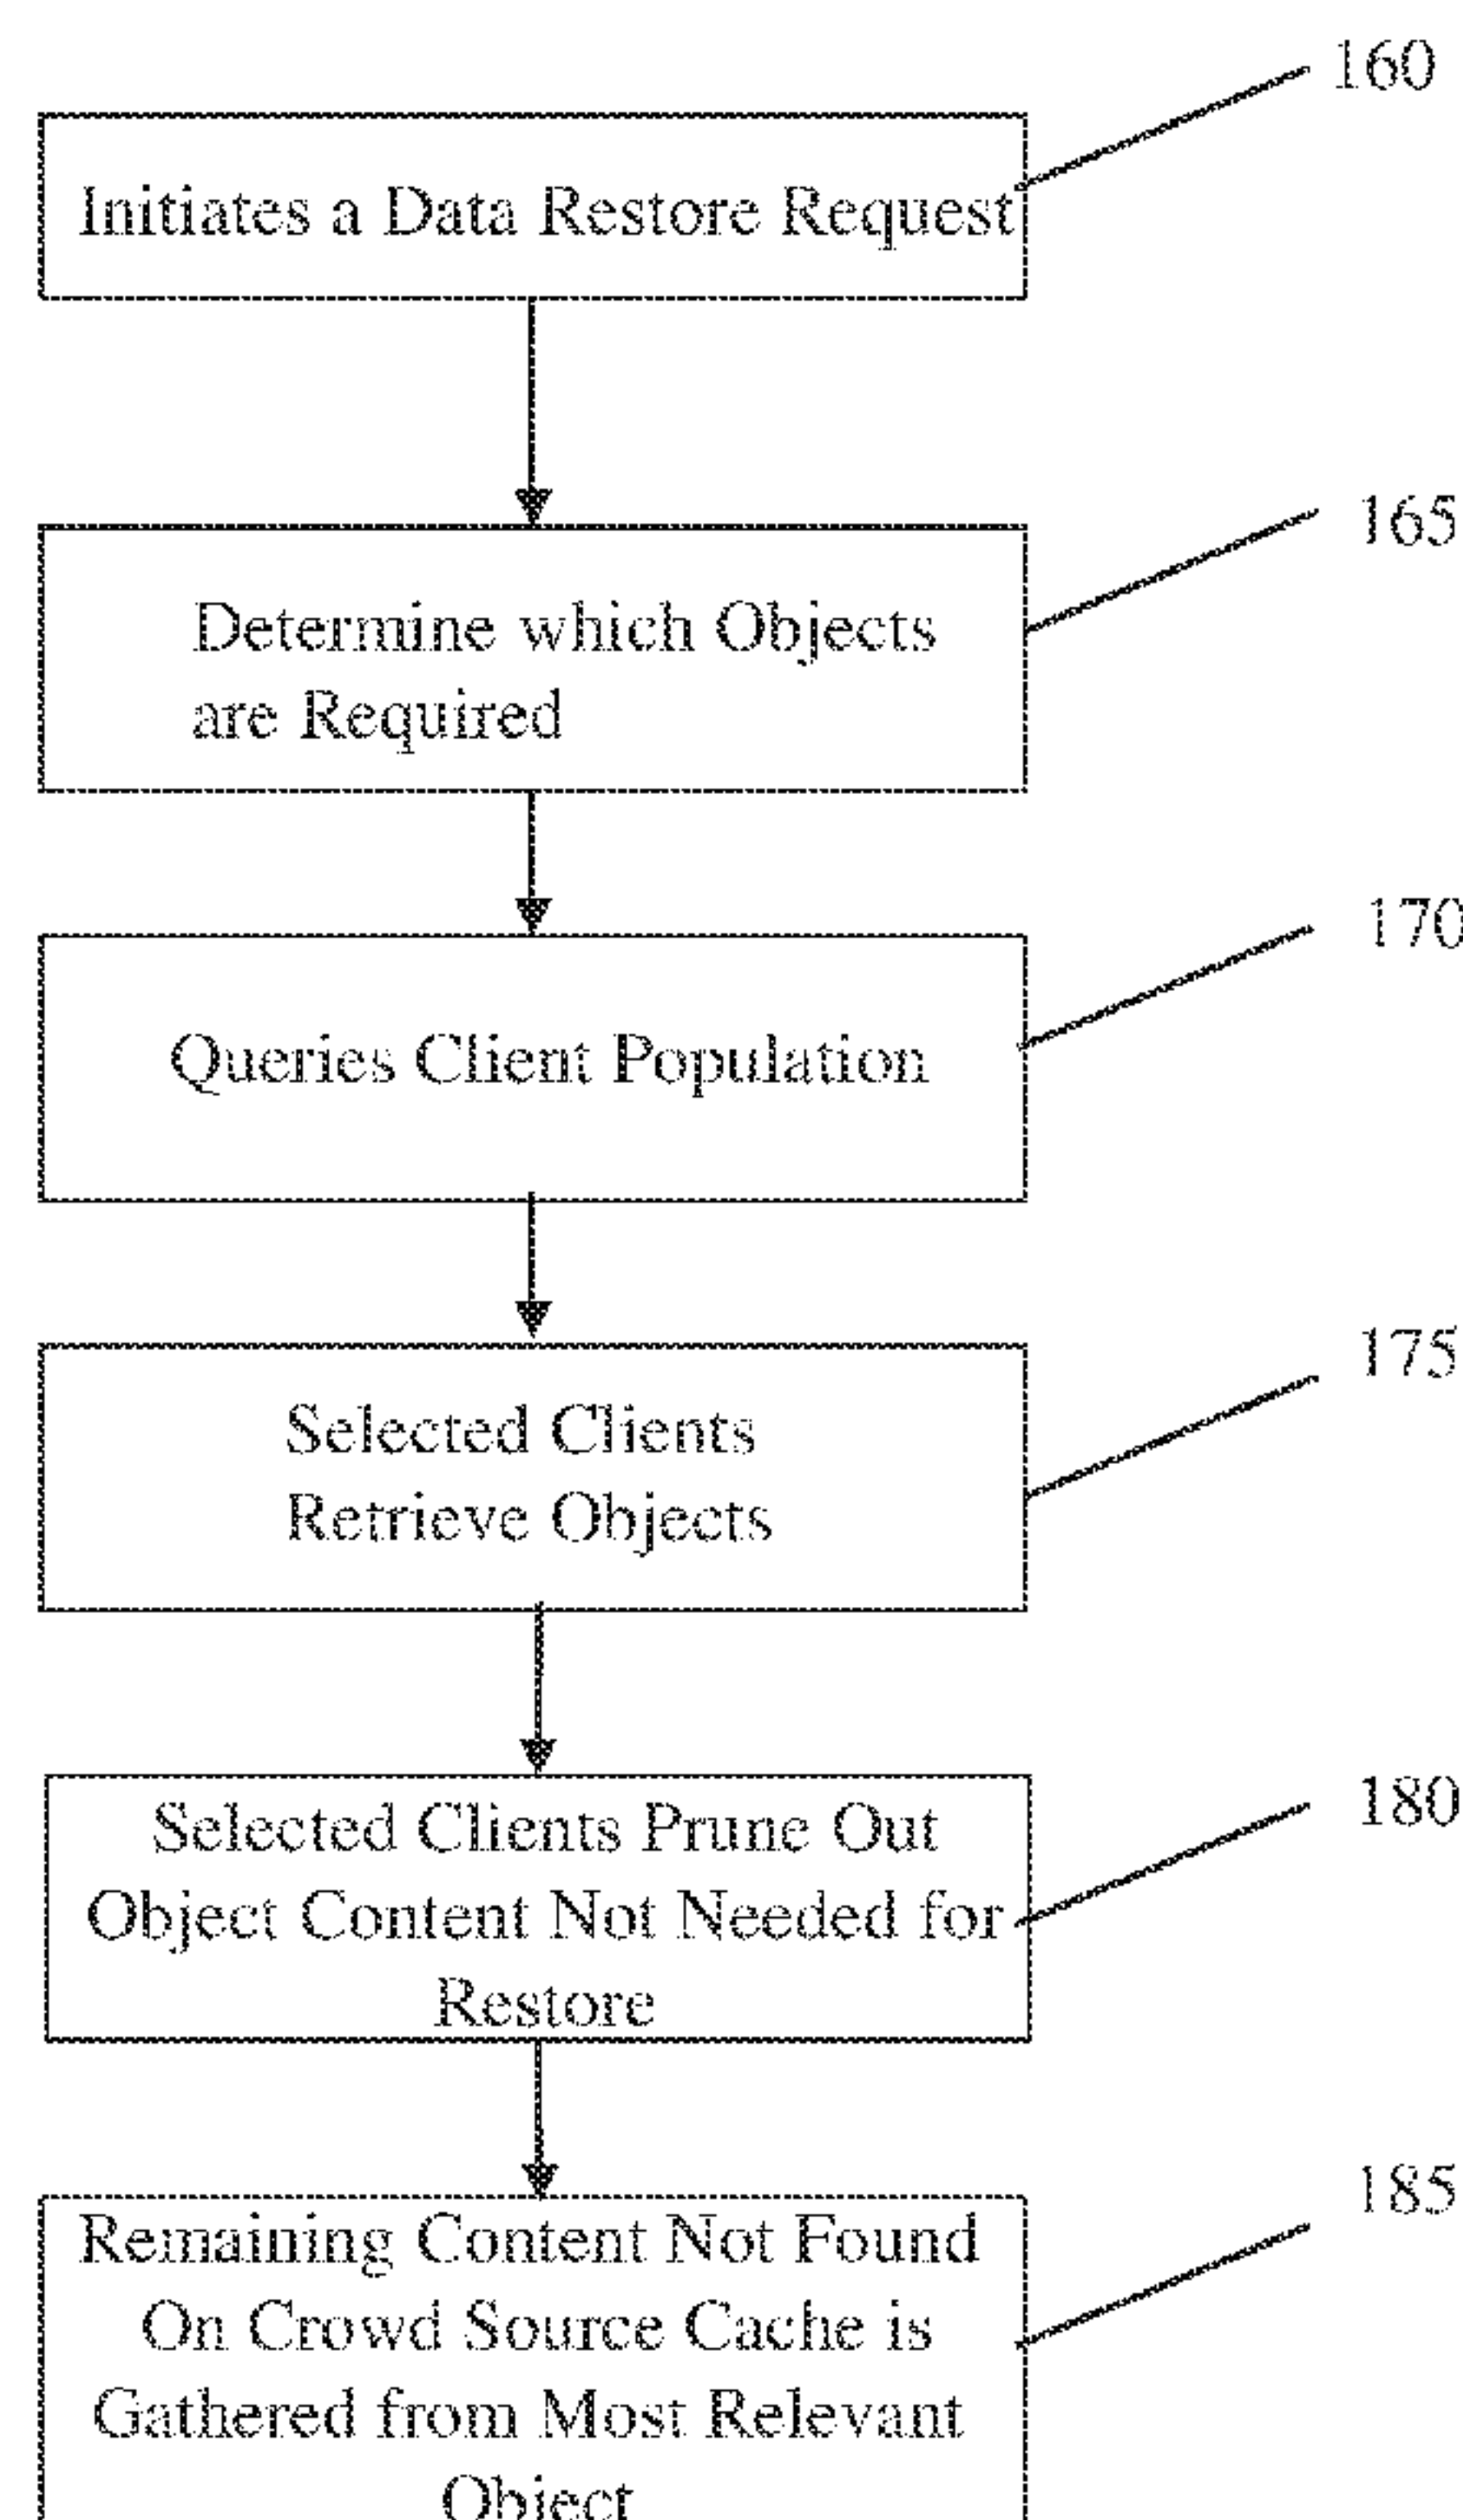 160
Initiates a Data Restore Request
165
Determine which Objects
are Required
170
Queries Client Population
175
Selected Clients
Retrieve Objects
180
Selected Clients Prune Out
Object Content Not Needed for
Restore
185
Remaining Content Not Found
On Crowd Source Cache is
Gathered from Most Relevant
Object